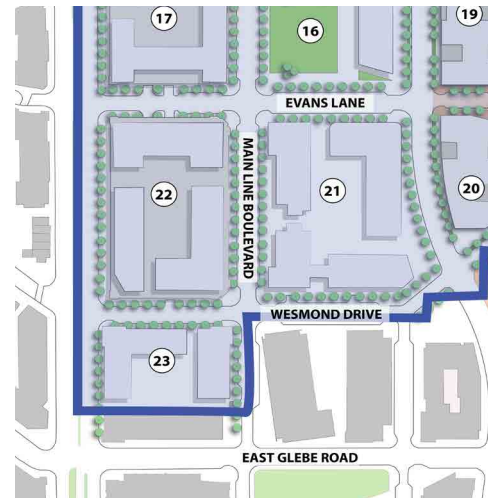 17
16
19
EVANS LANE
MAIN LINE BOULEVARD
22
21
20
WESMOND DRIVE
23
EAST GLEBE ROAD